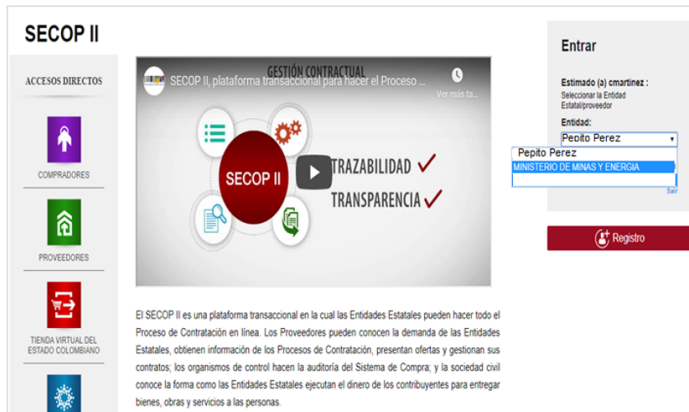 SECOP II
ACCESOS DIRECTOS
COMPRADORES
PROVEEDORES
TIENDA VIRTUAL DEL
ESTADO COLOMBIANO
GESTIÓN CONTRACTUAL
SECOP II, plataforma transaccional para hacer el Proceso ...
Ver más ta...
SECOP II
TRAZABILIDAD
TRANSPARENCIA
El SECOP II es una plataforma transaccional en la cual las Entidades Estatales pueden hacer todo el
Proceso de Contratación en línea. Los Proveedores pueden conocer la demanda de las Entidades
Estatales, obtienen información de los Procesos de Contratación, presentan ofertas y gestionan sus
contratos; los organismos de control hacen la auditoría del Sistema de Compra; y la sociedad civil
conoce la forma como las Entidades Estatales ejecutan el dinero de los contribuyentes para entregar
bienes, obras y servicios a las personas.
Entrar
Estimado (a) cmartinez :
Seleccionar la Entidad
Estatal/proveedor
Entidad:
Pepito Perez
Pepito Perez
MINISTERIO DE MINAS Y ENERGIA
Salir
Registro